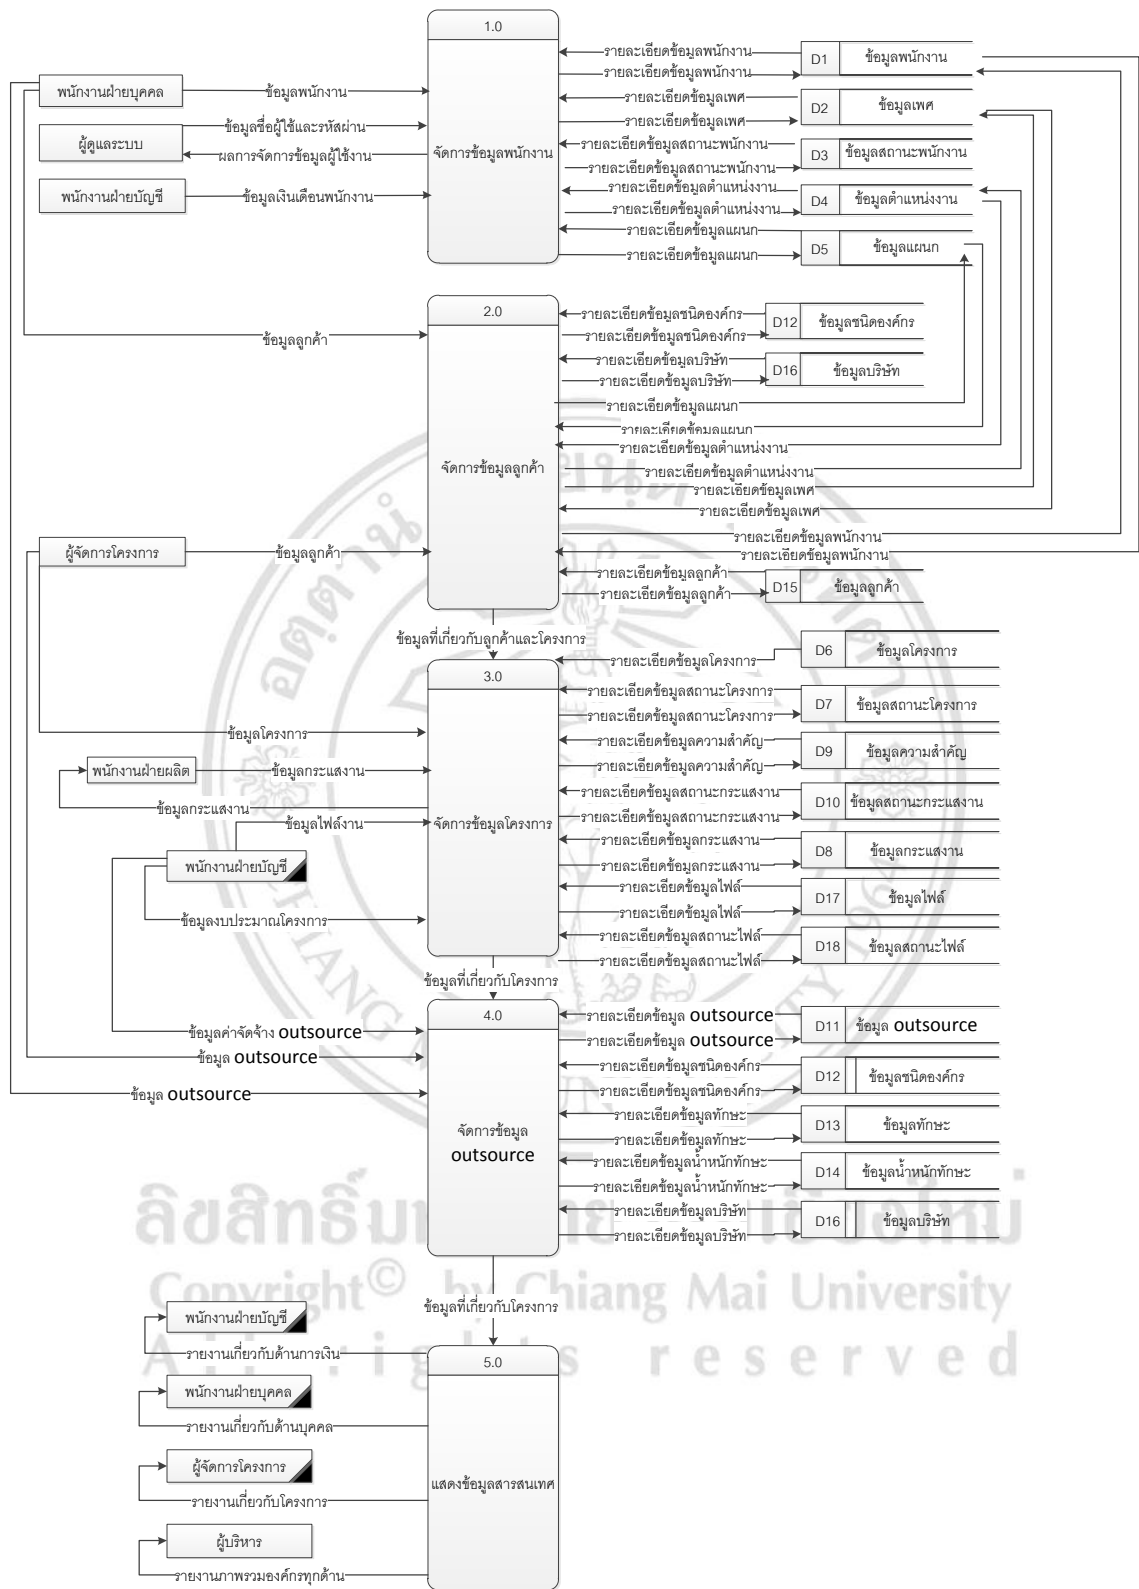 1.0
จัดการข้อมูลพนักงาน
พนักงานฝ่ายบุคคล
ข้อมูลพนักงาน
ผู้ดูแลระบบ
ข้อมูลชื่อผู้ใช้และรหัสผ่าน
ผลการจัดการข้อมูลผู้ใช้งาน
พนักงานฝ่ายบัญชี
ข้อมูลเงินเดือนพนักงาน
รายละเอียดข้อมูลพนักงาน
รายละเอียดข้อมูลพนักงาน
D1 ข้อมูลพนักงาน
รายละเอียดข้อมูลเพศ
รายละเอียดข้อมูลเพศ
D2 ข้อมูลเพศ
รายละเอียดข้อมูลสถานะพนักงาน
รายละเอียดข้อมูลสถานะพนักงาน
D3 ข้อมูลสถานะพนักงาน
รายละเอียดข้อมูลตำแหน่งงาน
รายละเอียดข้อมูลตำแหน่งงาน
D4 ข้อมูลตำแหน่งงาน
รายละเอียดข้อมูลแผนก
รายละเอียดข้อมูลแผนก
D5 ข้อมูลแผนก
2.0
จัดการข้อมูลลูกค้า
ข้อมูลลูกค้า
ผู้จัดการโครงการ
ข้อมูลลูกค้า
รายละเอียดข้อมูลชนิดองค์กร
รายละเอียดข้อมูลชนิดองค์กร
D12 ข้อมูลชนิดองค์กร
รายละเอียดข้อมูลบริษัท
รายละเอียดข้อมูลบริษัท
D16 ข้อมูลบริษัท
รายละเอียดข้อมูลแผนก
รายละเอียดข้อมูลแผนก
รายละเอียดข้อมูลตำแหน่งงาน
รายละเอียดข้อมูลตำแหน่งงาน
รายละเอียดข้อมูลเพศ
รายละเอียดข้อมูลเพศ
รายละเอียดข้อมูลพนักงาน
รายละเอียดข้อมูลพนักงาน
รายละเอียดข้อมูลลูกค้า
รายละเอียดข้อมูลลูกค้า
D15 ข้อมูลลูกค้า
ข้อมูลที่เกี่ยวกับลูกค้าและโครงการ
3.0
จัดการข้อมูลโครงการ
ข้อมูลโครงการ
พนักงานฝ่ายผลิต
ข้อมูลกระแสงาน
ข้อมูลกระแสงาน
ข้อมูลไฟล์งาน
พนักงานฝ่ายบัญชี
ข้อมูลงบประมาณโครงการ
รายละเอียดข้อมูลโครงการ
D6 ข้อมูลโครงการ
รายละเอียดข้อมูลสถานะโครงการ
รายละเอียดข้อมูลสถานะโครงการ
D7 ข้อมูลสถานะโครงการ
รายละเอียดข้อมูลความสำคัญ
รายละเอียดข้อมูลความสำคัญ
D9 ข้อมูลความสำคัญ
รายละเอียดข้อมูลสถานะกระแสงาน
รายละเอียดข้อมูลสถานะกระแสงาน
D10 ข้อมูลสถานะกระแสงาน
รายละเอียดข้อมูลกระแสงาน
รายละเอียดข้อมูลกระแสงาน
D8 ข้อมูลกระแสงาน
รายละเอียดข้อมูลไฟล์
รายละเอียดข้อมูลไฟล์
D17 ข้อมูลไฟล์
รายละเอียดข้อมูลสถานะไฟล์
รายละเอียดข้อมูลสถานะไฟล์
D18 ข้อมูลสถานะไฟล์
ข้อมูลที่เกี่ยวกับโครงการ
4.0
จัดการข้อมูล
outsource
ข้อมูลค่าจัดจ้าง outsource
ข้อมูล outsource
ข้อมูล outsource
รายละเอียดข้อมูล outsource
รายละเอียดข้อมูล outsource
D11 ข้อมูล outsource
รายละเอียดข้อมูลชนิดองค์กร
รายละเอียดข้อมูลชนิดองค์กร
D12 ข้อมูลชนิดองค์กร
รายละเอียดข้อมูลทักษะ
รายละเอียดข้อมูลทักษะ
D13 ข้อมูลทักษะ
รายละเอียดข้อมูลน้ำหนักทักษะ
รายละเอียดข้อมูลน้ำหนักทักษะ
D14 ข้อมูลน้ำหนักทักษะ
รายละเอียดข้อมูลบริษัท
รายละเอียดข้อมูลบริษัท
D16 ข้อมูลบริษัท
ข้อมูลที่เกี่ยวกับโครงการ
5.0
แสดงข้อมูลสารสนเทศ
พนักงานฝ่ายบัญชี
รายงานเกี่ยวกับด้านการเงิน
พนักงานฝ่ายบุคคล
รายงานเกี่ยวกับด้านบุคคล
ผู้จัดการโครงการ
รายงานเกี่ยวกับโครงการ
ผู้บริหาร
รายงานภาพรวมองค์กรทุกด้าน
Copyright© by Chiang Mai University
reserved